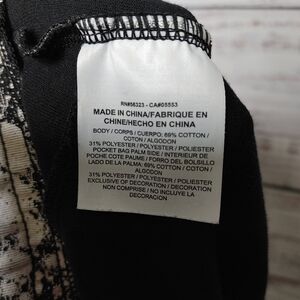 RN#56323 - CA#05553
MADE IN CHINA/FABRIQUE EN
CHINE/HECHO EN CHINA
BODY / CORPS / CUERPO: 69% COTTON /
COTON / ALGODON
31% POLYESTER / POLYESTER / POLIESTER
POCKET BAG PALM SIDE / INTERIEUR DE
POCHE COTE PAUME / FORRO DEL BOLSILLO
LADO DE LA PALMA: 69% COTTON / COTON /
ALGODON
31% POLYESTER / POLYESTER / POLIESTER
EXCLUSIVE OF DECORATION / DECORATION
NON COMPRISE / NO INCLUYE LA
DECORACION